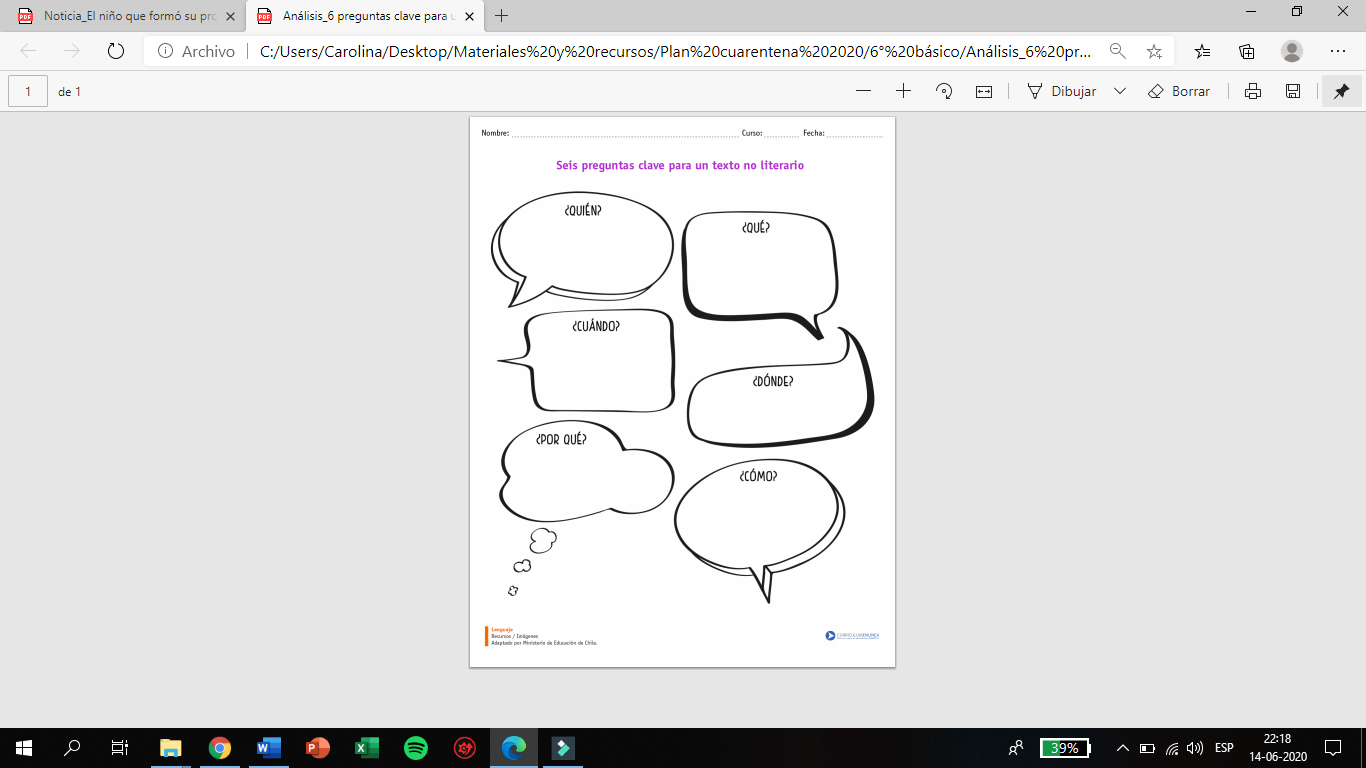 Noticia_El niño que formó su pro
Análisis_6 preguntas clave para u
Archivo
C:/Users/Carolina/Desktop/Materiales%20y%20recursos/Plan%20cuarentena%202020/6°%20básico/Análisis_6%20pr...
1
de 1
Dibujar
Borrar
Nombre:
Curso:
Fecha:
Seis preguntas clave para un texto no literario
¿QUIÉN?
¿QUÉ?
¿CUÁNDO?
¿DÓNDE?
¿POR QUÉ?
¿CÓMO?
Lenguaje
Recursos / Imágenes
Adaptado por Ministerio de Educación de Chile.
CURRÍCULUMENLÍNEA
39%
ESP
22:18
14-06-2020